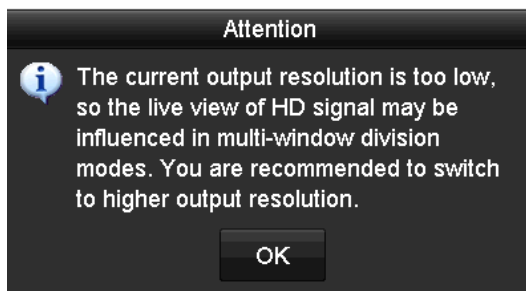 Attention
The current output resolution is too low,
so the live view of HD signal may be
influenced in multi-window division
modes. You are recommended to switch
to higher output resolution.
OK